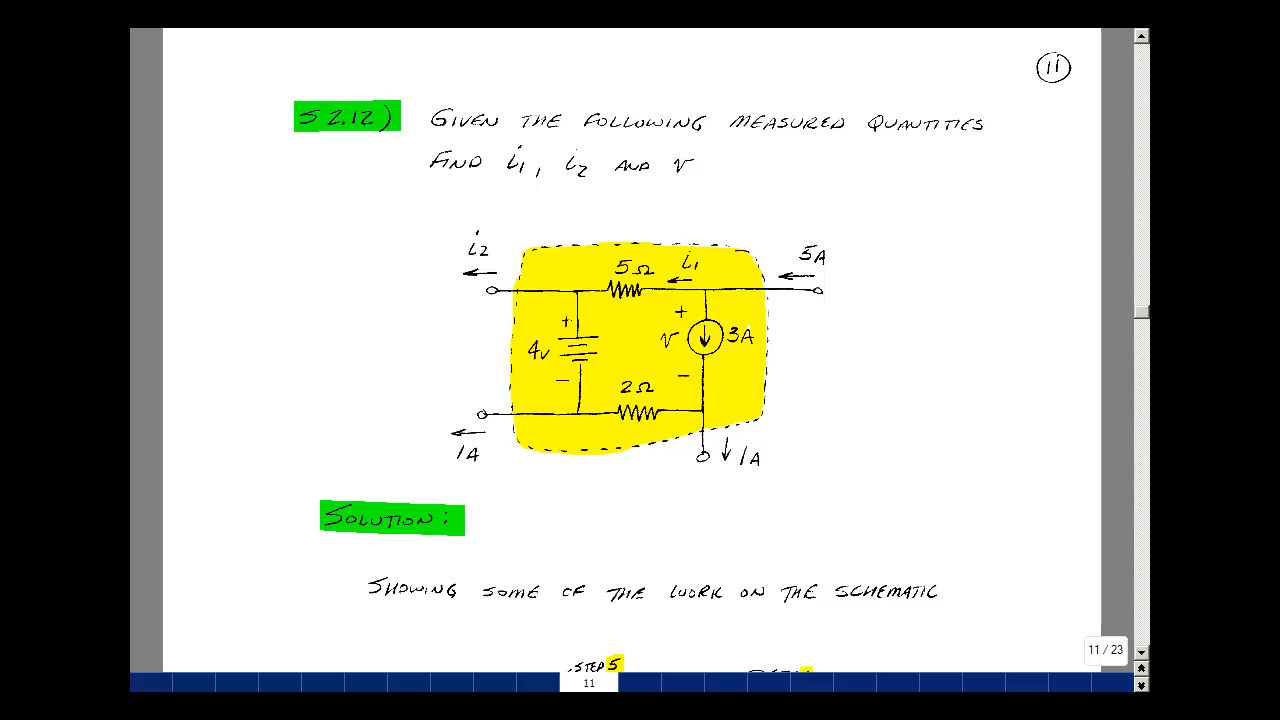 11
S 2.12) GIVEN THE FOLLOWING MEASURED QUANTITIES
FIND i1, i2 AND v
i2
5Ω
i1
5A
4v
+
-
+
v
-
3A
2Ω
1A
1A
SOLUTION:
SHOWING SOME OF THE WORK ON THE SCHEMATIC
STEP 5
11 / 23
11